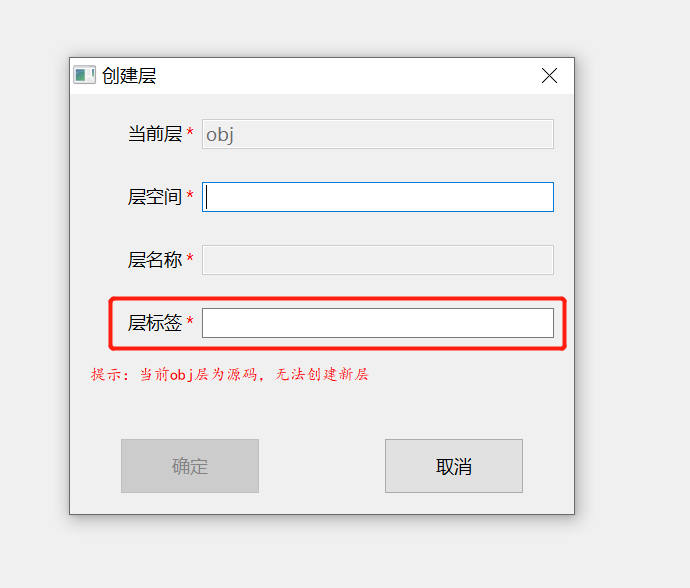 创建层
当前层 * obj
层空间 *
层名称 *
层标签 *
提示：当前obj层为源码，无法创建新层
确定 取消